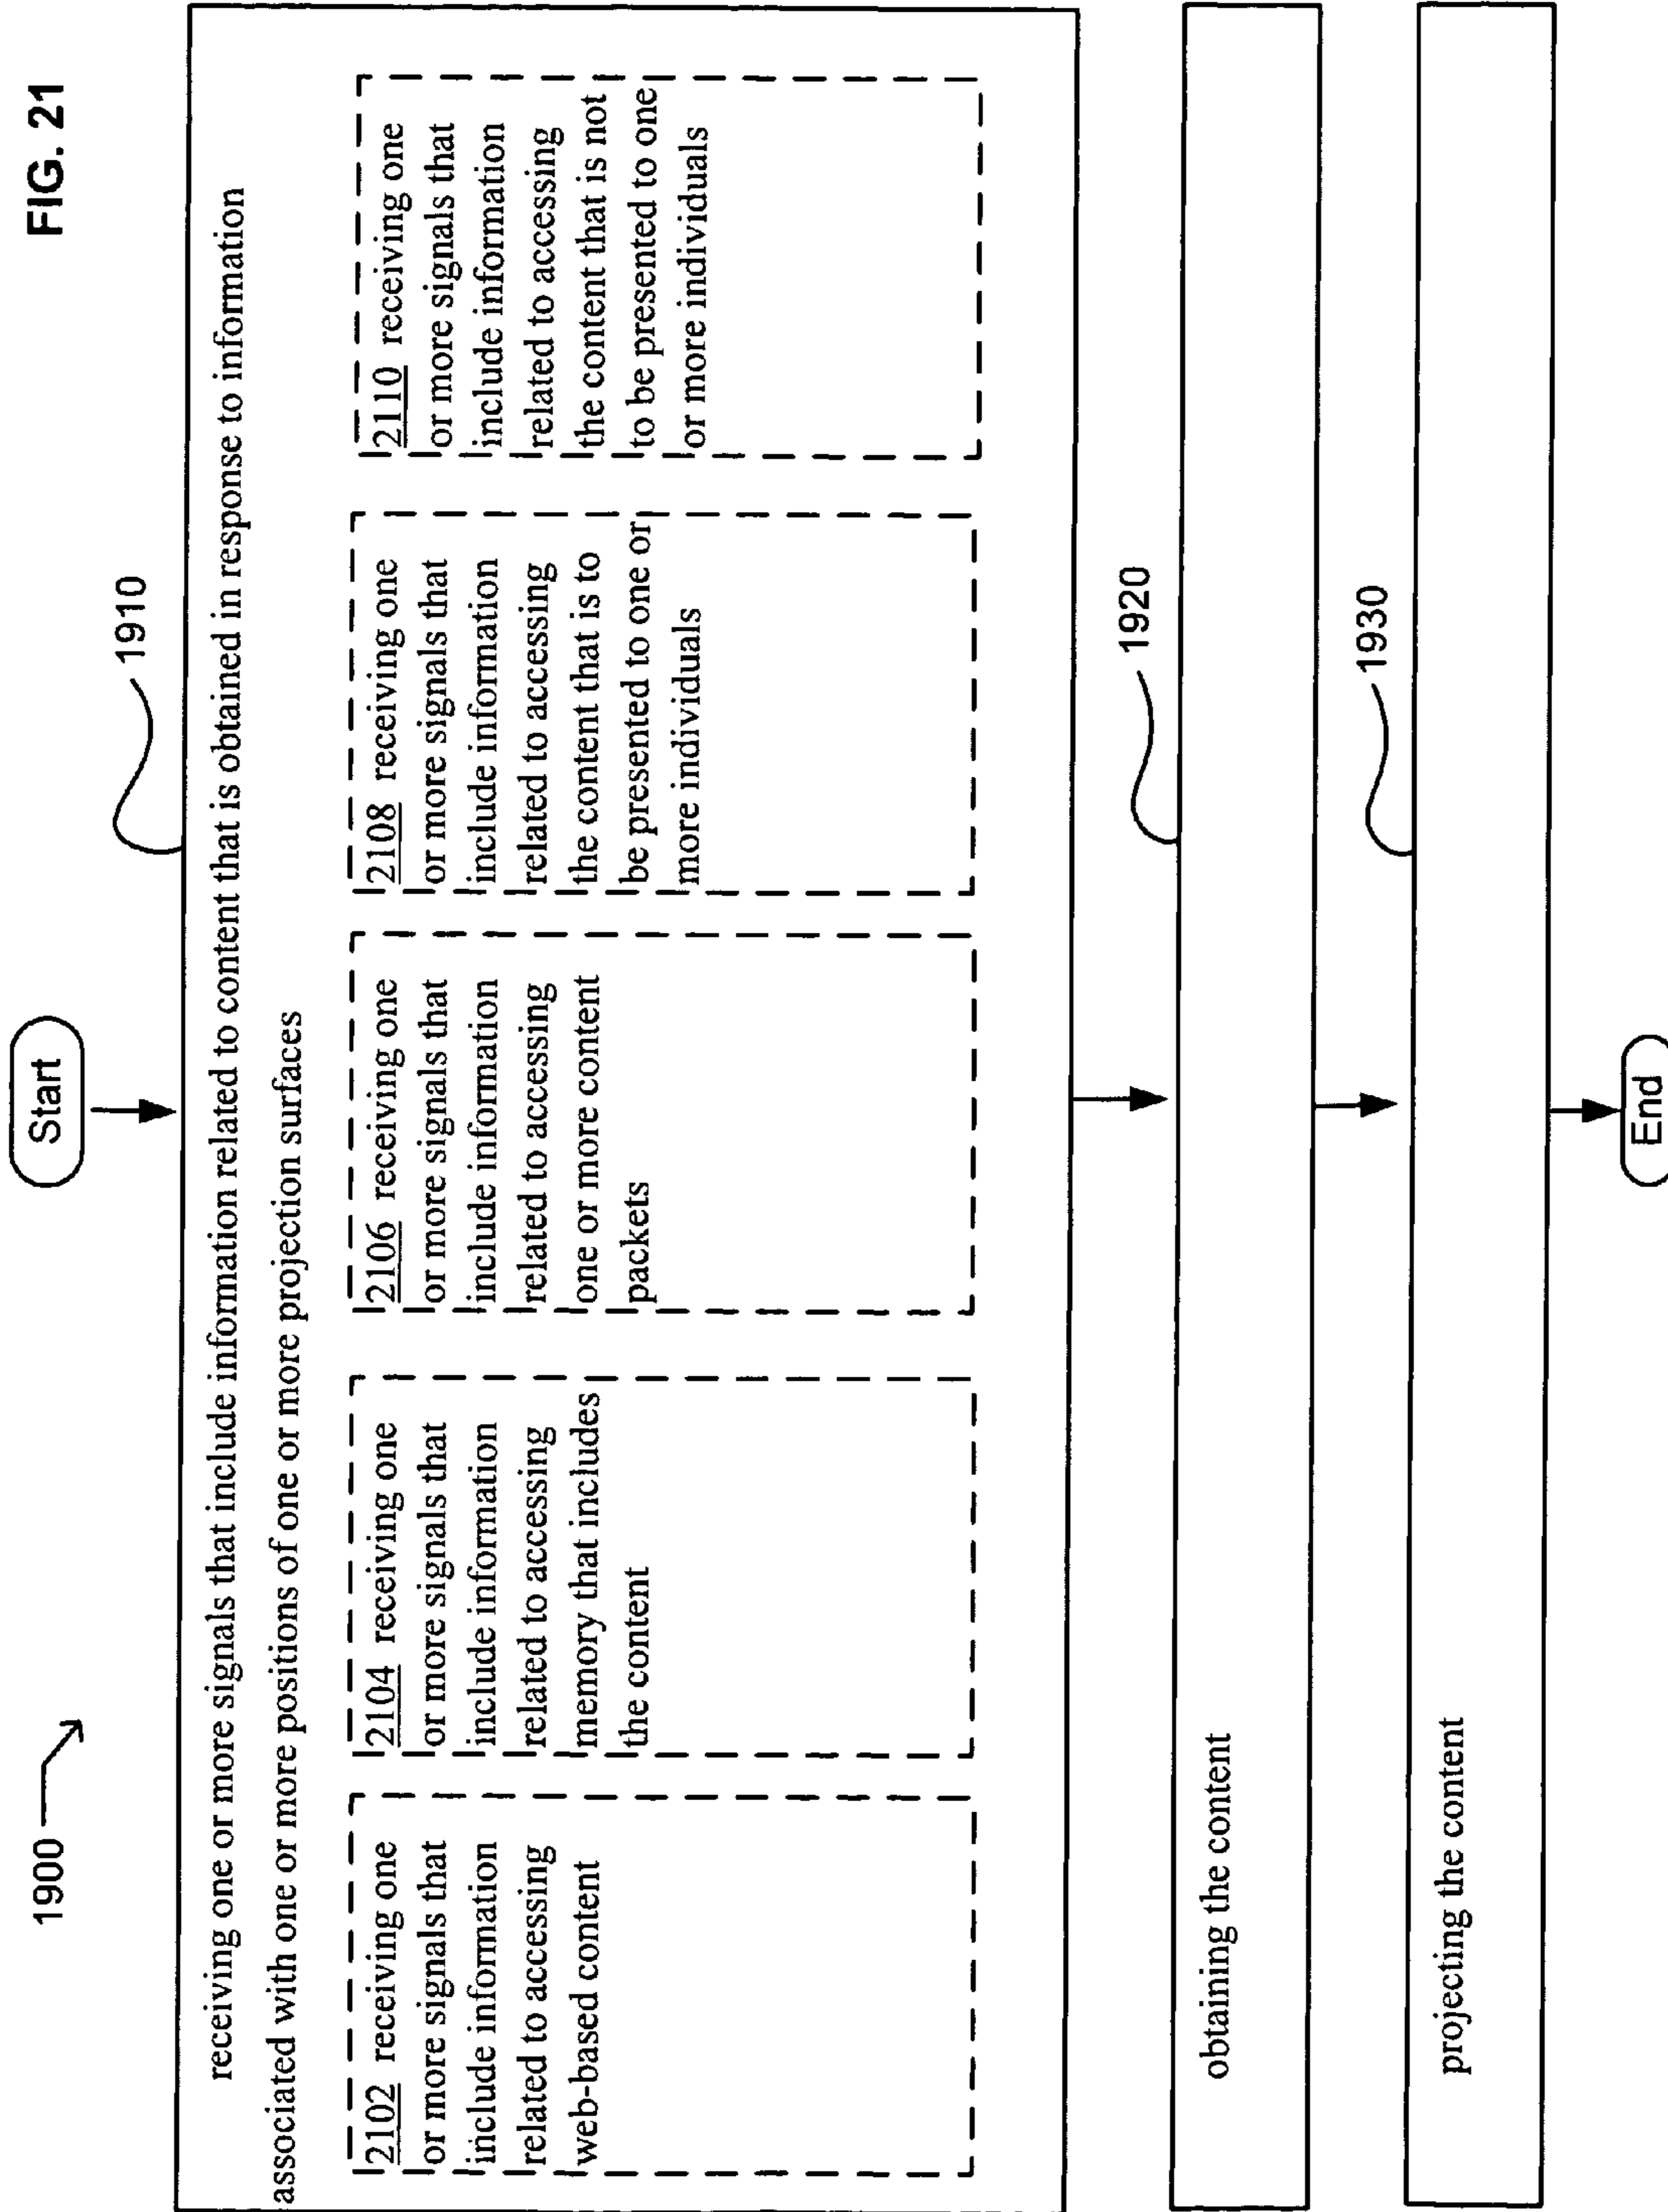 FIG. 21
1900
Start
1910
receiving one or more signals that include information related to content that is obtained in response to information
associated with one or more positions of one or more projection surfaces
2102 receiving one
or more signals that
include information
related to accessing
web-based content
2104 receiving one
or more signals that
include information
related to accessing
memory that includes
the content
2106 receiving one
or more signals that
include information
related to accessing
one or more content
packets
2108 receiving one
or more signals that
include information
related to accessing
the content that is to
be presented to one or
more individuals
2110 receiving one
or more signals that
include information
related to accessing
the content that is not
to be presented to one
or more individuals
1920
obtaining the content
1930
projecting the content
End